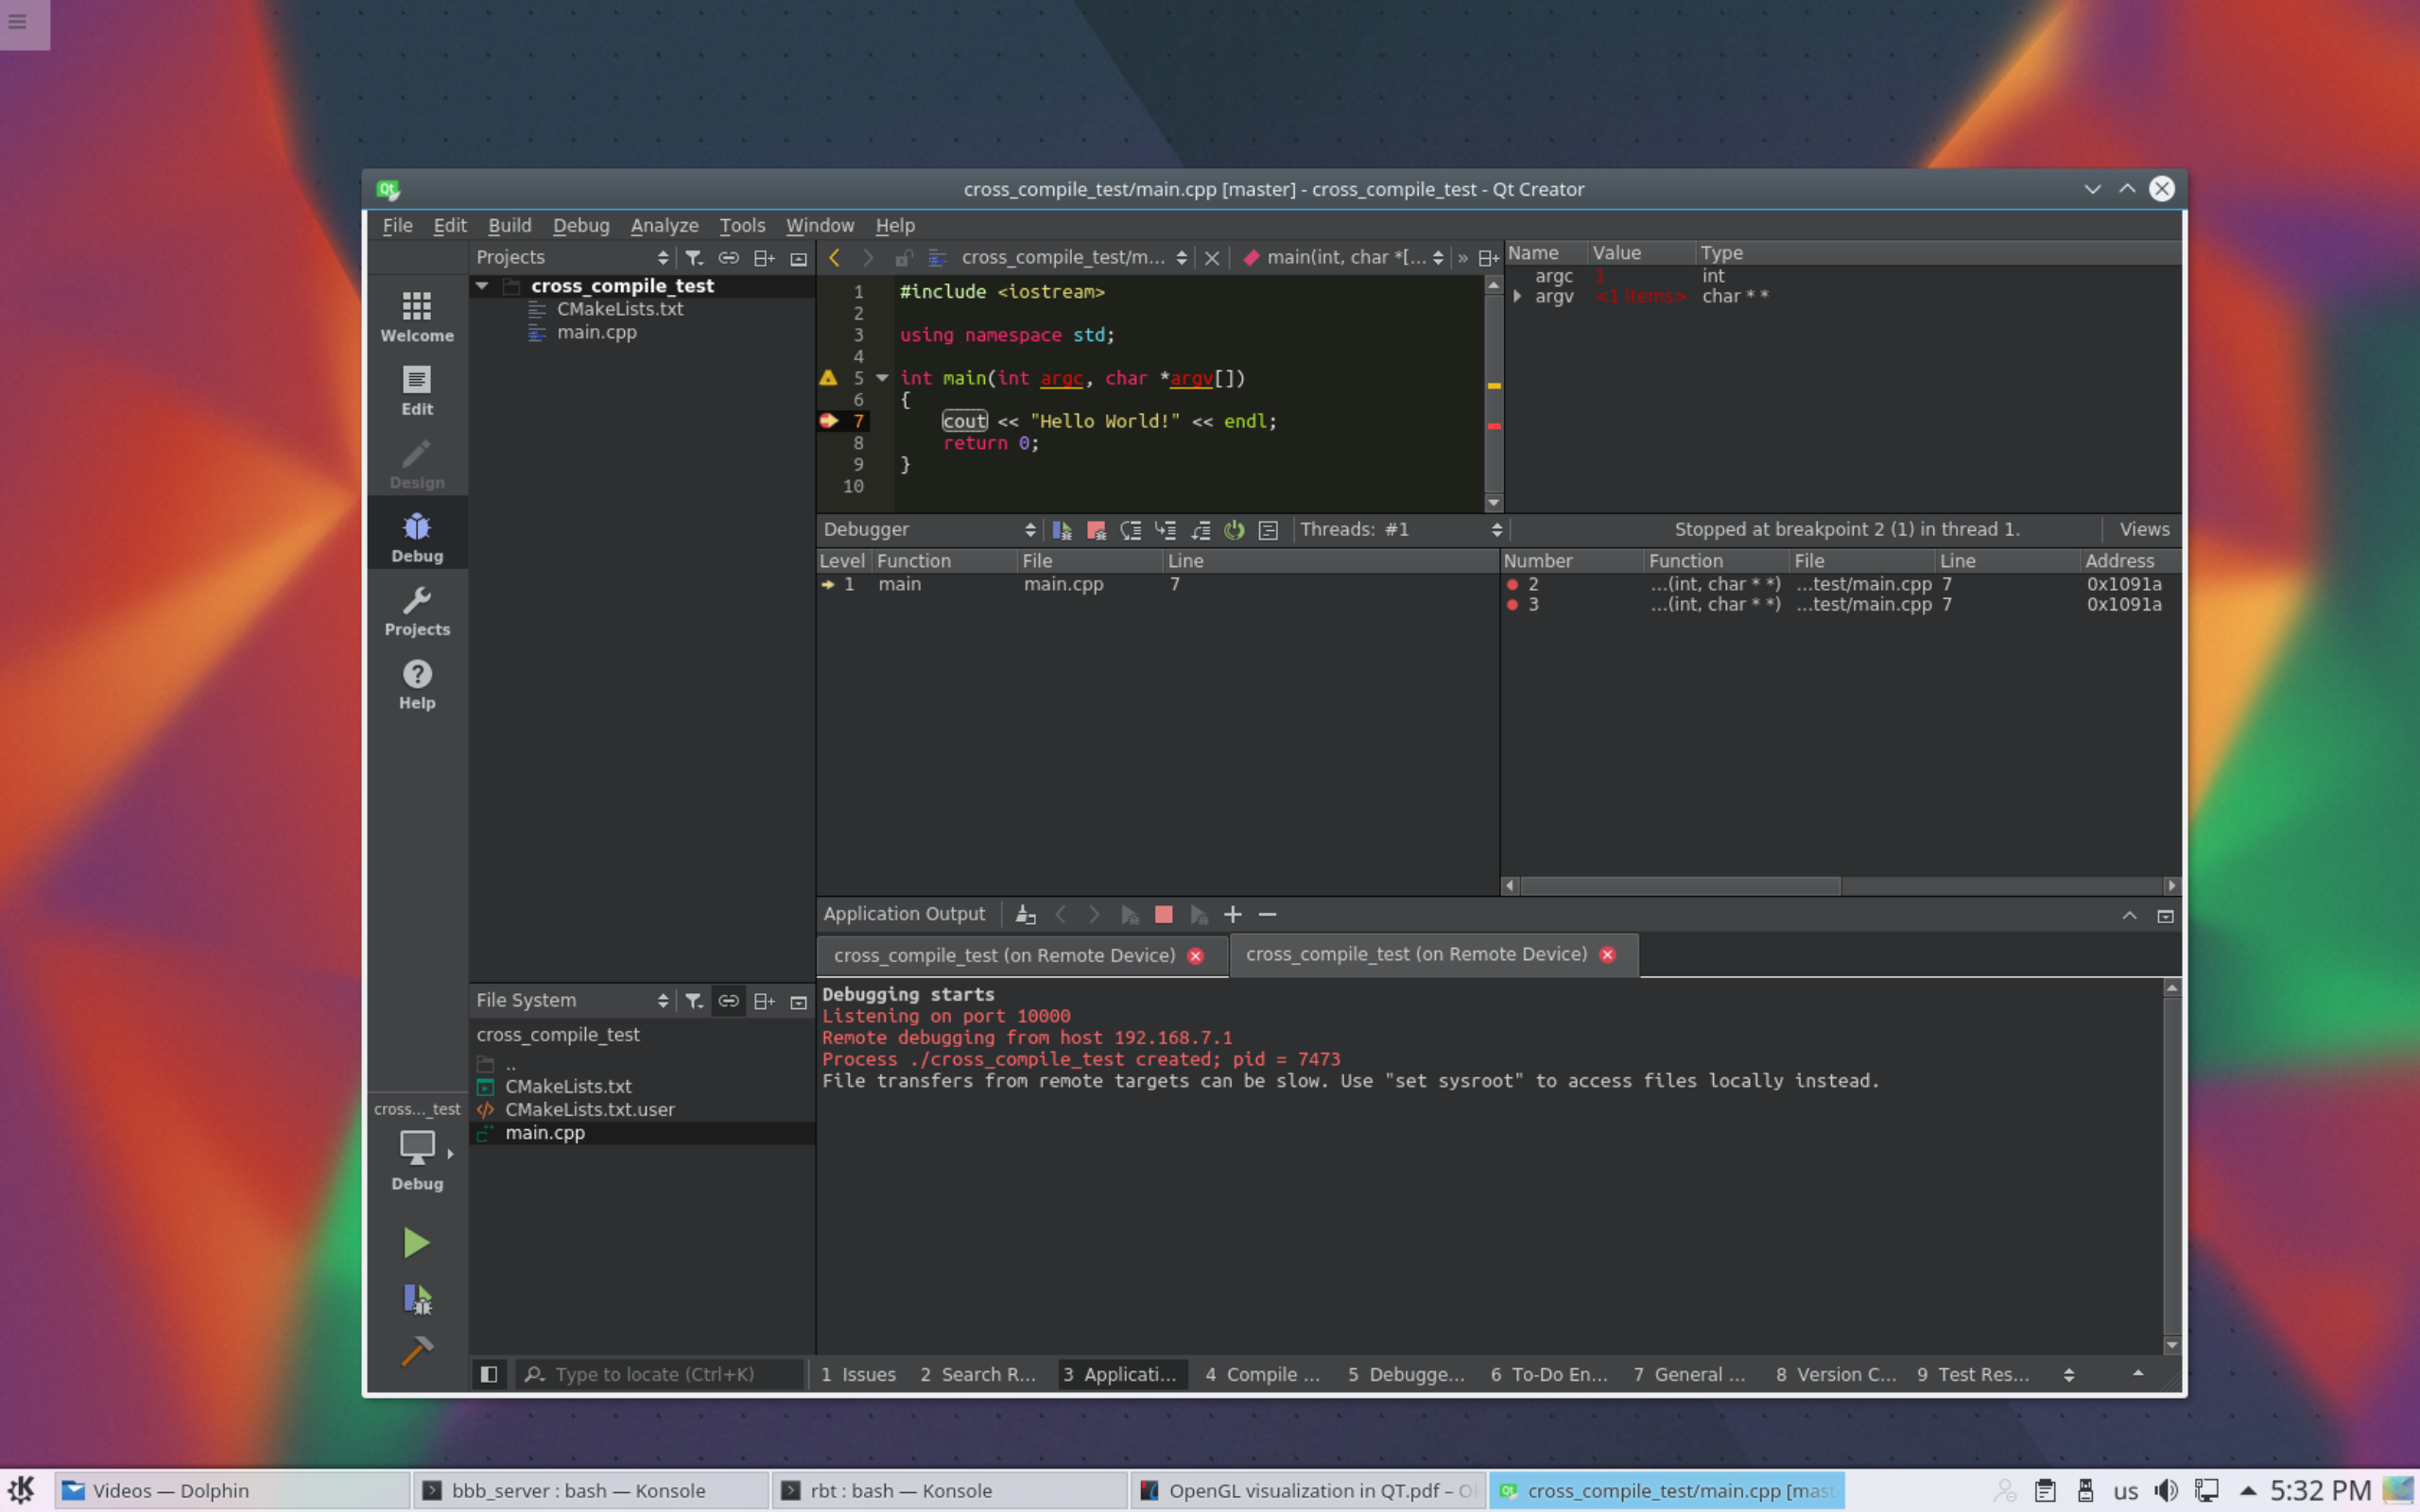 cross_compile_test/main.cpp [master] - cross_compile_test - Qt Creator
File Edit Build Debug Analyze Tools Window Help
Welcome
Edit
Design
Debug
Projects
Help
Projects
cross_compile_test
CMakeLists.txt
main.cpp
cross_compile_test/m... main(int, char *[... »
1 #include <iostream>
2
3 using namespace std;
4
5 int main(int argc, char *argv[])
6 {
7 cout << "Hello World!" << endl;
8 return 0;
9 }
10
Name Value Type
argc 1 int
argv <1 items> char * *
Debugger Threads: #1 Stopped at breakpoint 2 (1) in thread 1. Views
Level Function File Line
1 main main.cpp 7
Number Function File Line Address
2 ...(int, char * *) ...test/main.cpp 7 0x1091a
3 ...(int, char * *) ...test/main.cpp 7 0x1091a
Application Output
cross_compile_test (on Remote Device) cross_compile_test (on Remote Device)
Debugging starts
Listening on port 10000
Remote debugging from host 192.168.7.1
Process ./cross_compile_test created; pid = 7473
File transfers from remote targets can be slow. Use "set sysroot" to access files locally instead.
File System
cross_compile_test
..
CMakeLists.txt
CMakeLists.txt.user
main.cpp
cross..._test
Debug
Type to locate (Ctrl+K) 1 Issues 2 Search R... 3 Applicati... 4 Compile ... 5 Debugge... 6 To-Do En... 7 General ... 8 Version C... 9 Test Res...
Videos — Dolphin bbb_server : bash — Konsole rbt : bash — Konsole OpenGL visualization in QT.pdf – O cross_compile_test/main.cpp [mast us 5:32 PM